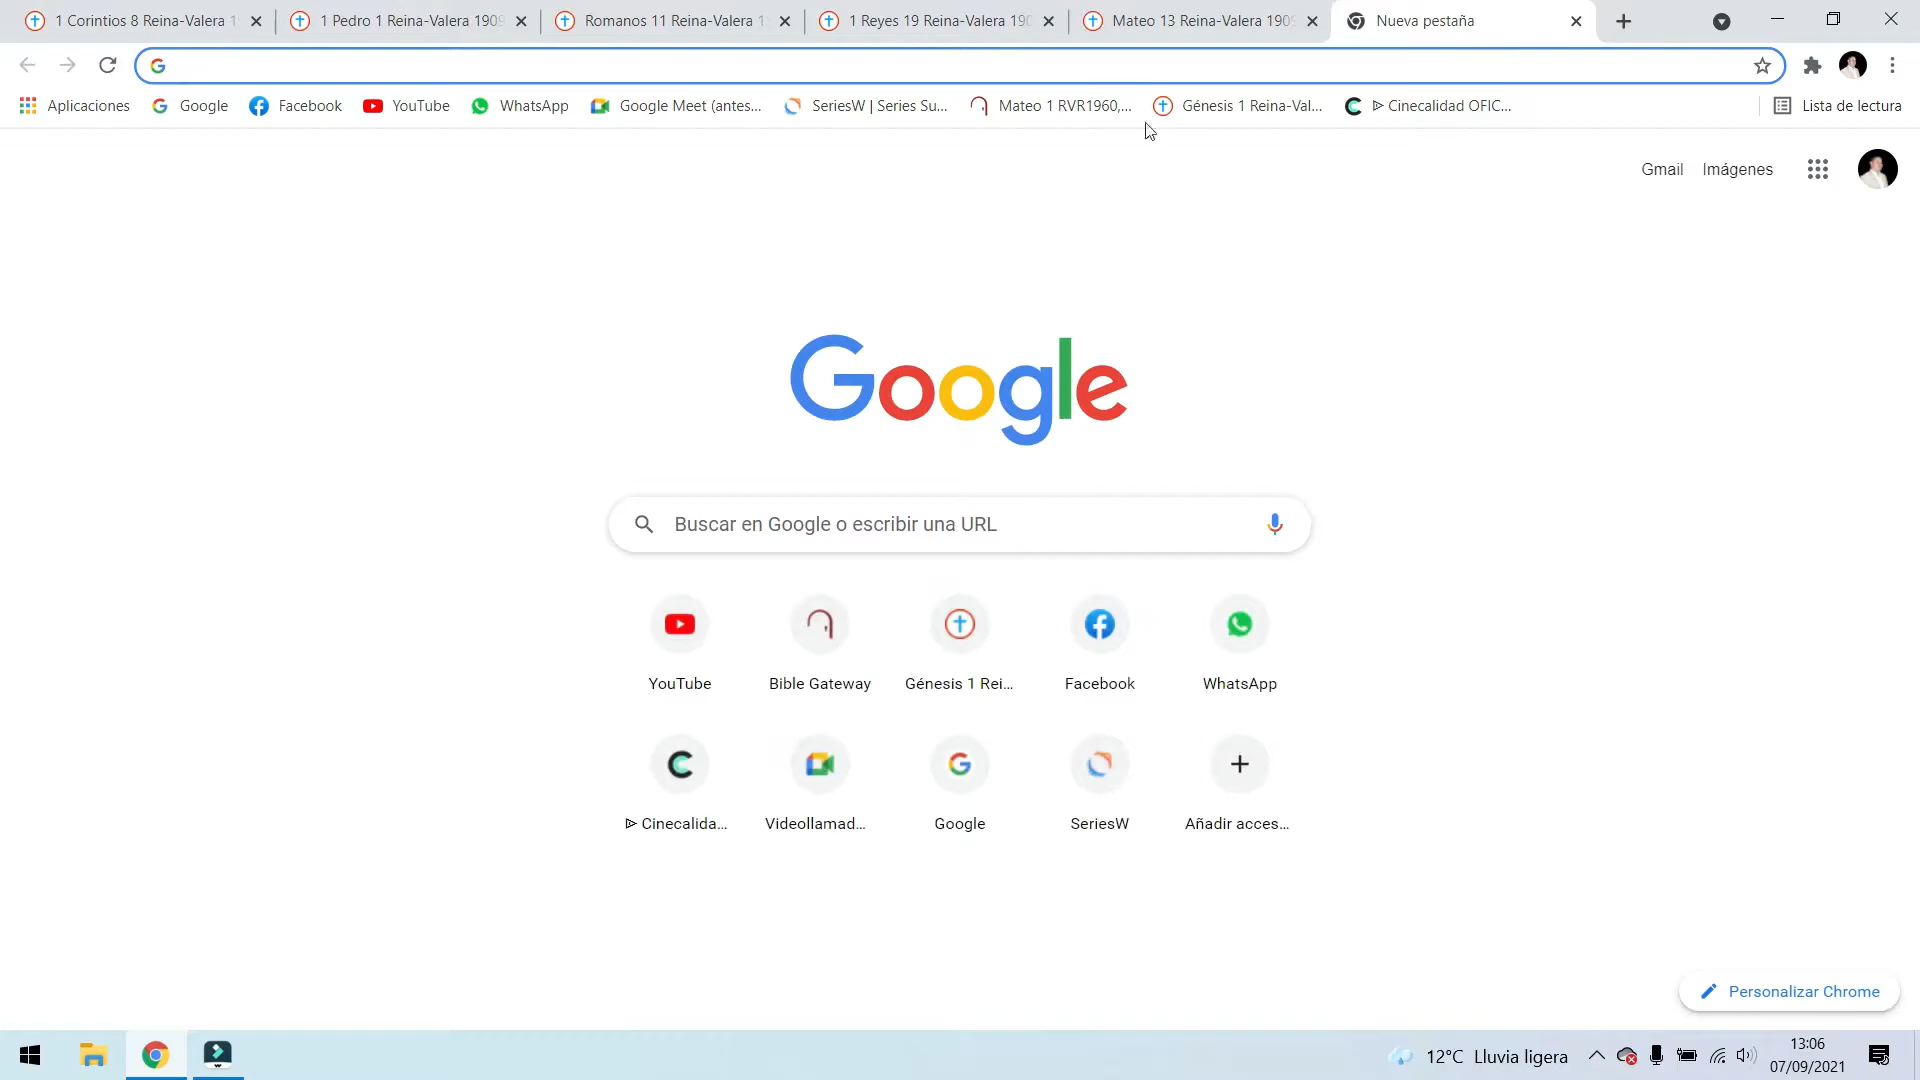 1 Corintios 8 Reina-Valera 1
1 Pedro 1 Reina-Valera 1909
Romanos 11 Reina-Valera 1
1 Reyes 19 Reina-Valera 190
Mateo 13 Reina-Valera 1909
Nueva pestaña
Aplicaciones
Google
Facebook
YouTube
WhatsApp
Google Meet (antes...
SeriesW | Series Su...
Mateo 1 RVR1960,...
Génesis 1 Reina-Val...
Cinecalidad OFIC...
Lista de lectura
Gmail
Imágenes
Google
Buscar en Google o escribir una URL
YouTube
Bible Gateway
Génesis 1 Rei...
Facebook
WhatsApp
Cinecalida...
Videollamad...
Google
SeriesW
Añadir acces...
Personalizar Chrome
12°C Lluvia ligera
13:06
07/09/2021